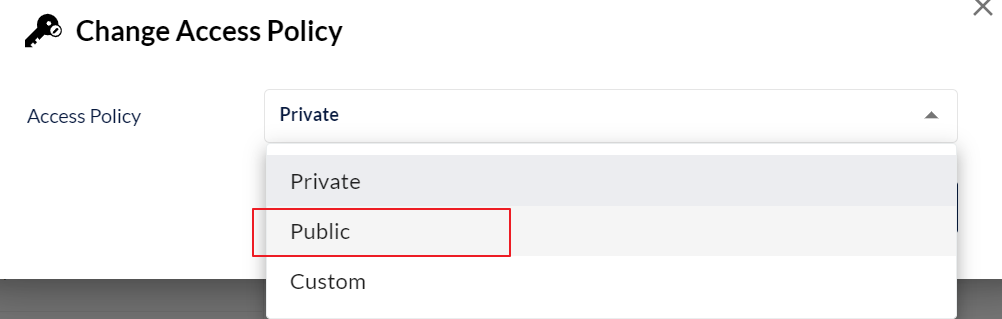 Change Access Policy
Access Policy
Private
Private
Public
Custom